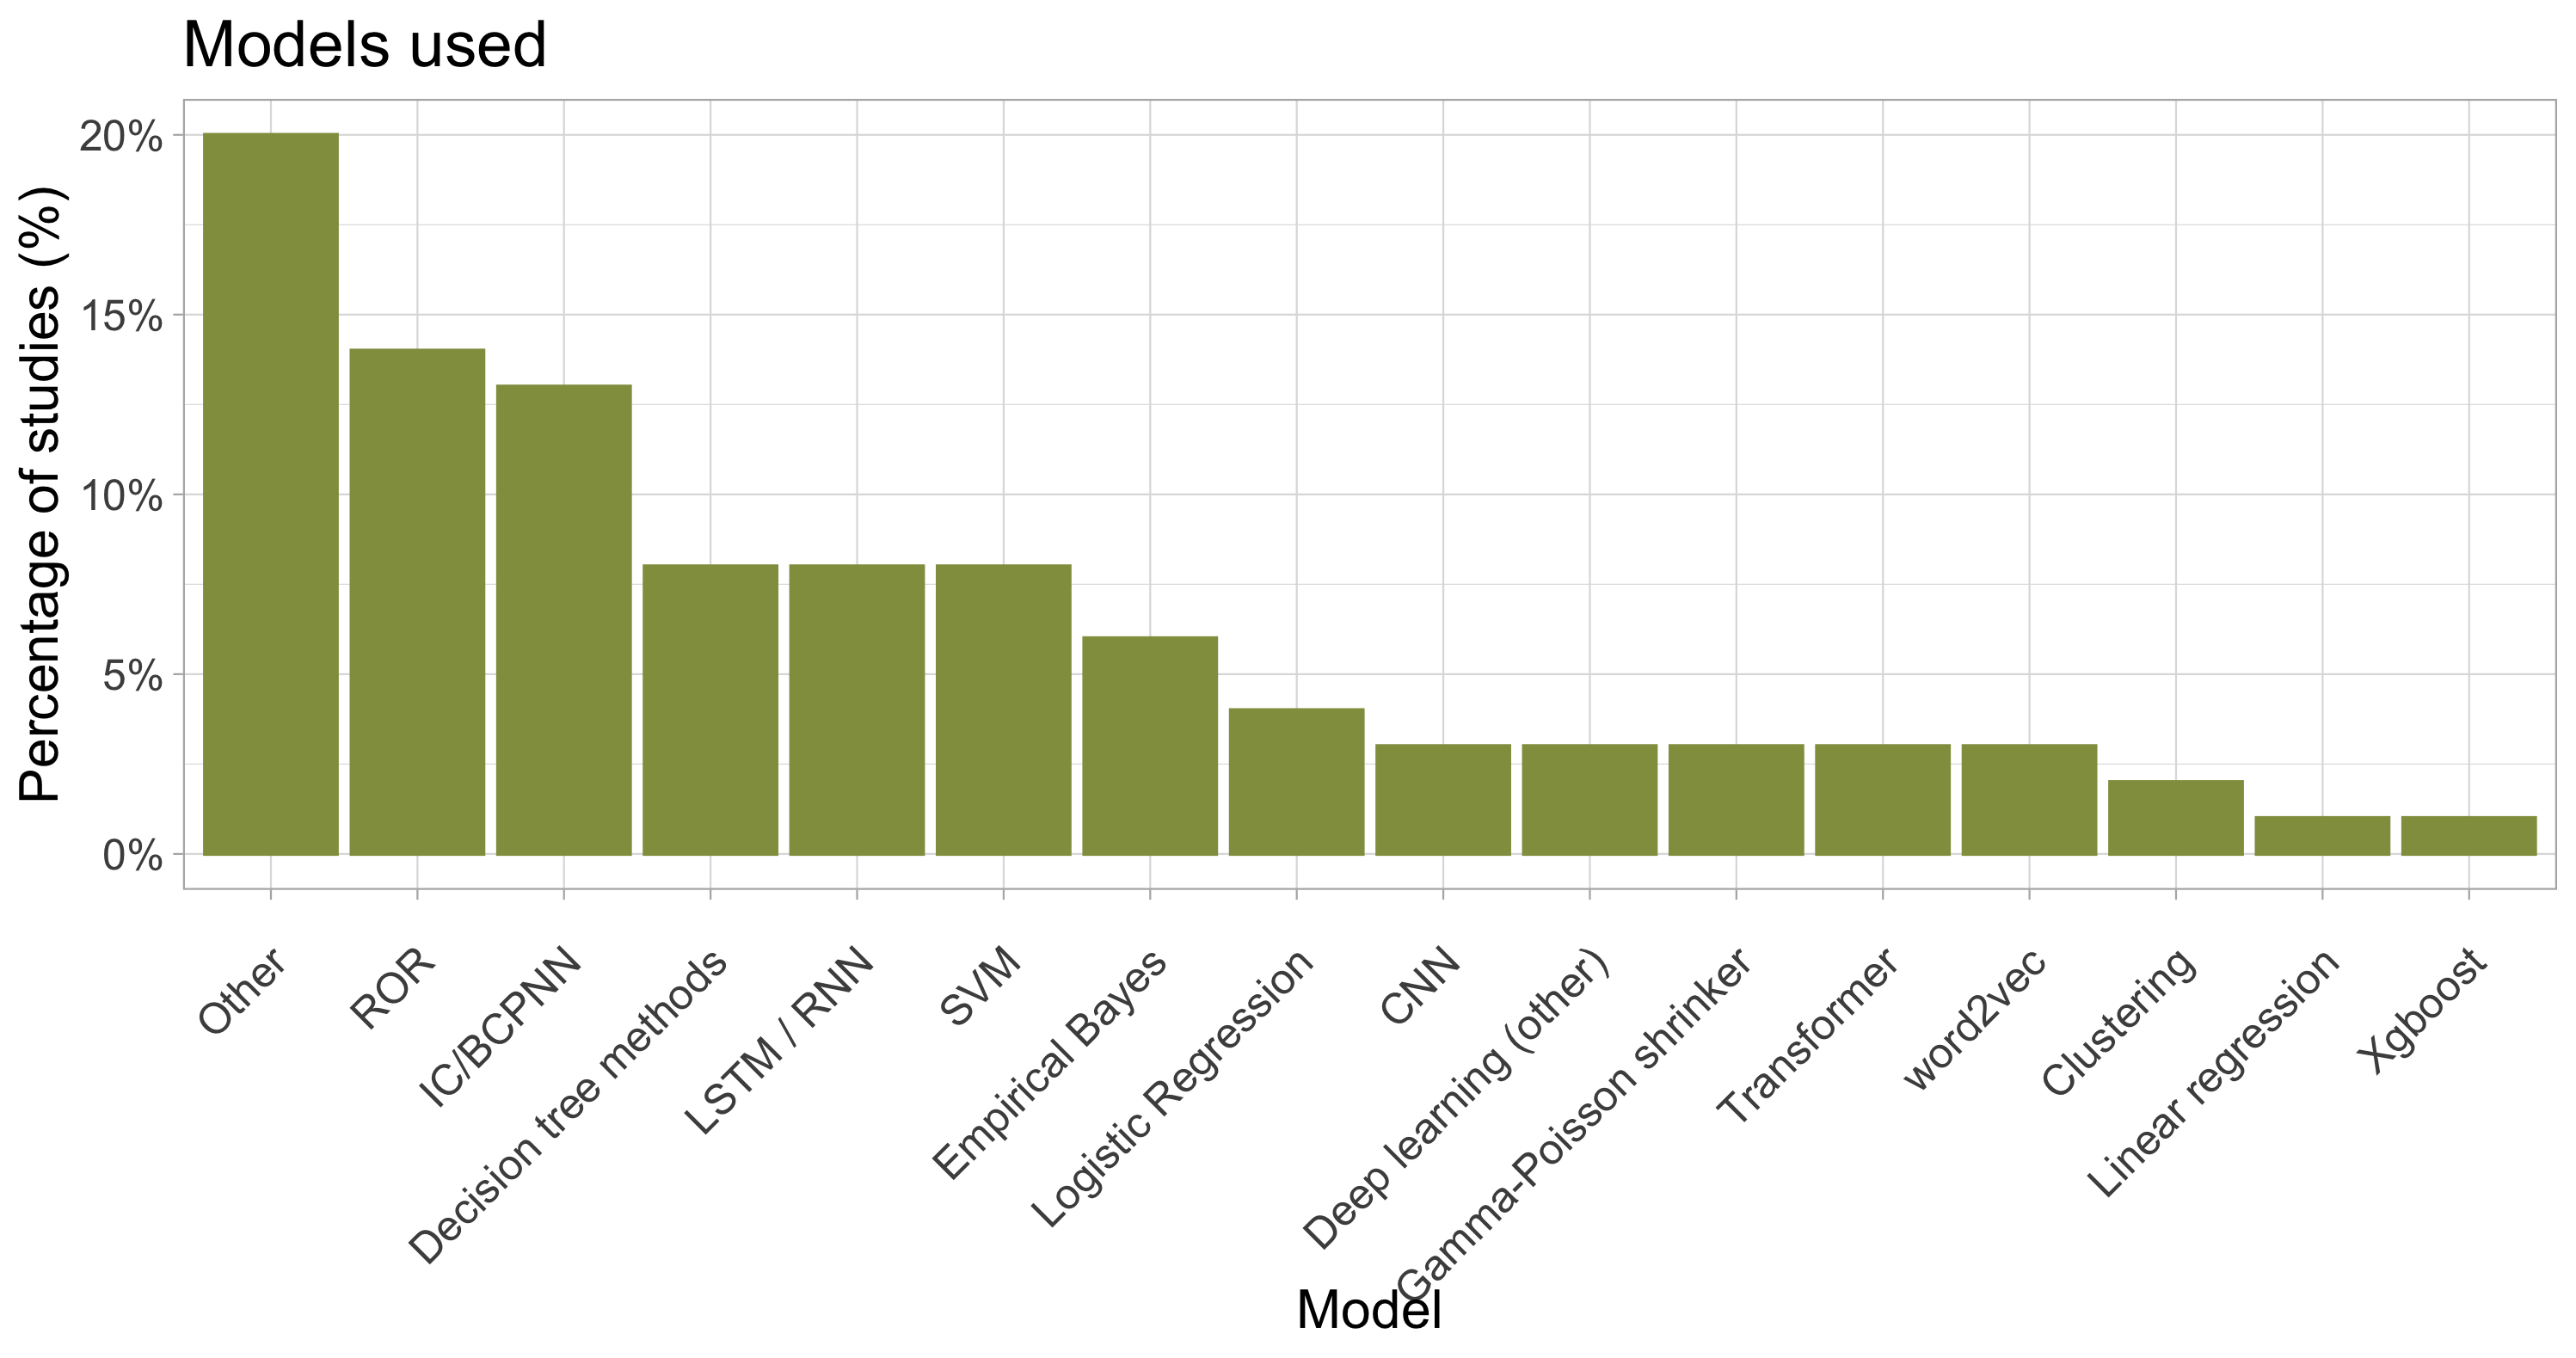 Models used
Percentage of studies (%)
20%
15%
10%
5%
0%
Other
ROR
IC/BCPNN
Decision tree methods
LSTM / RNN
SVM
Empirical Bayes
Logistic Regression
CNN
Deep learning (other)
Gamma-Poisson shrinker
Transformer
word2vec
Clustering
Linear regression
Xgboost
Model